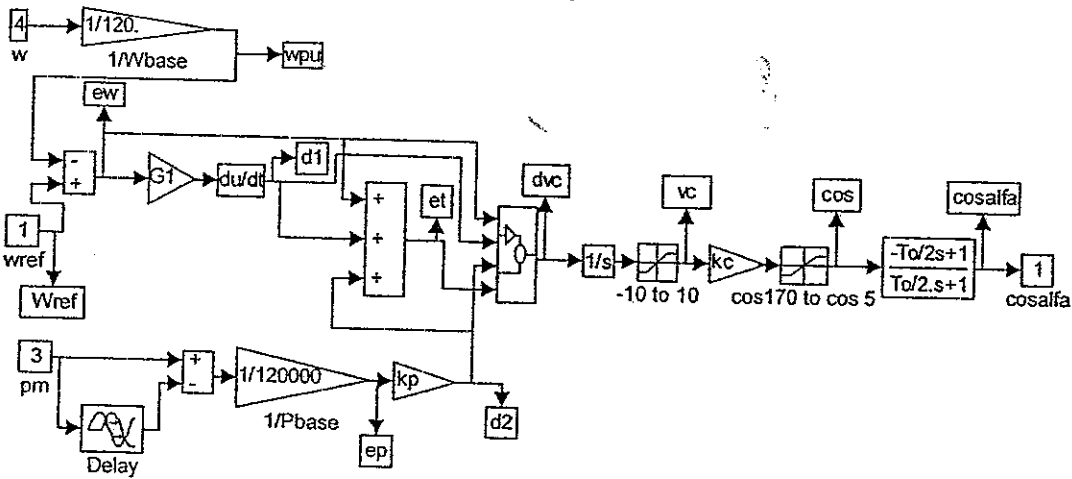 4
w
1/120.
1/Wbase
wpu
ew
-
+
G1
du/dt
d1
1
wref
Wref
+
+
+
et
dvc
1/s
-10 to 10
vc
kc
cos170 to cos 5
cos
-To/2s+1
To/2.s+1
cosalfa
1
cosalfa
3
pm
Delay
+
-
1/120000
1/Pbase
ep
kp
d2